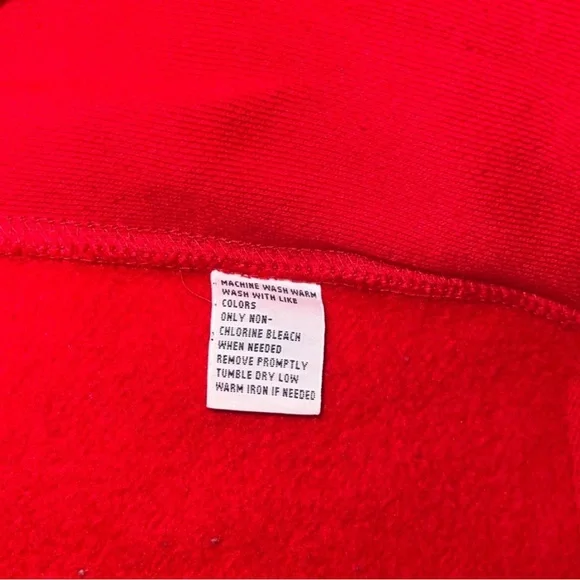 MACHINE WASH WARM
WASH WITH LIKE
COLORS
ONLY NON-
CHLORINE BLEACH
WHEN NEEDED
REMOVE PROMPTLY
TUMBLE DRY LOW
WARM IRON IF NEEDED